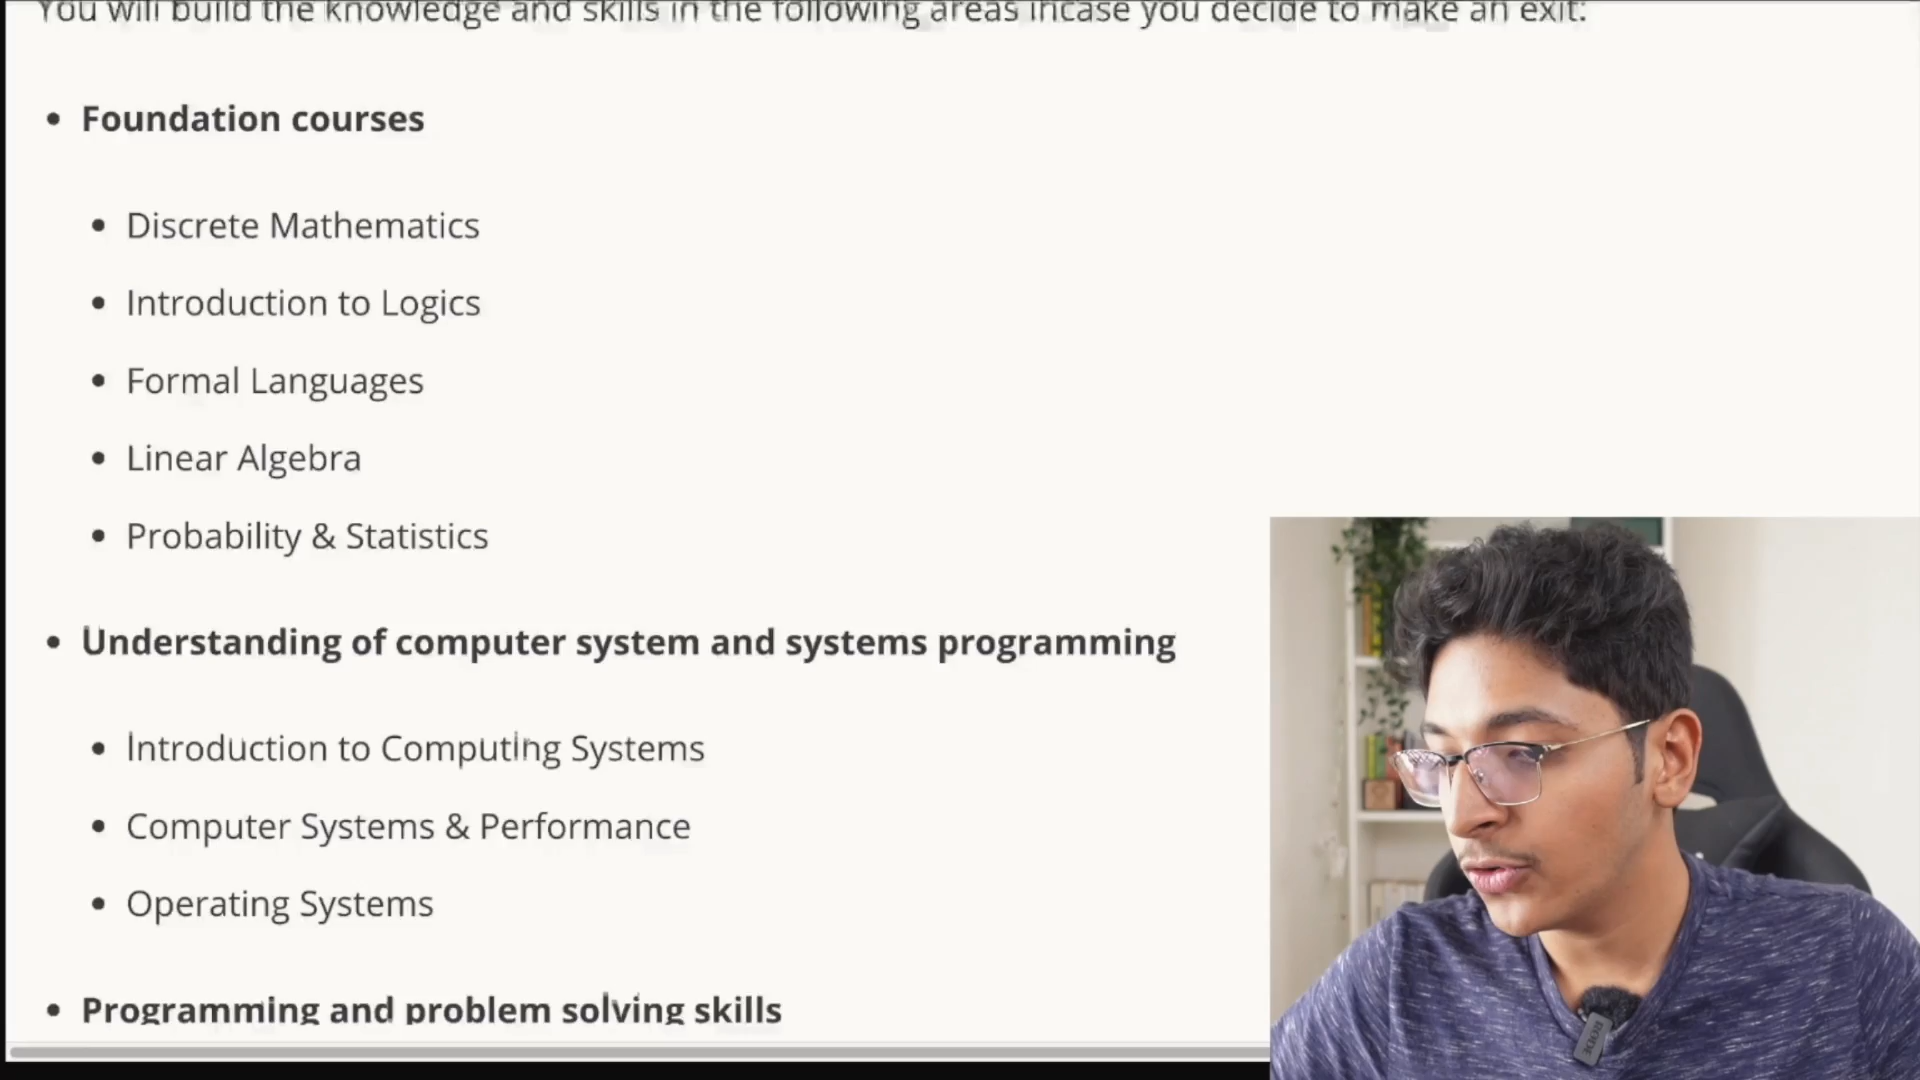 You will build the knowledge and skills in the following areas incase you decide to make an exit:
Foundation courses
Discrete Mathematics
Introduction to Logics
Formal Languages
Linear Algebra
Probability & Statistics
Understanding of computer system and systems programming
Introduction to Computing Systems
Computer Systems & Performance
Operating Systems
Programming and problem solving skills
RODE